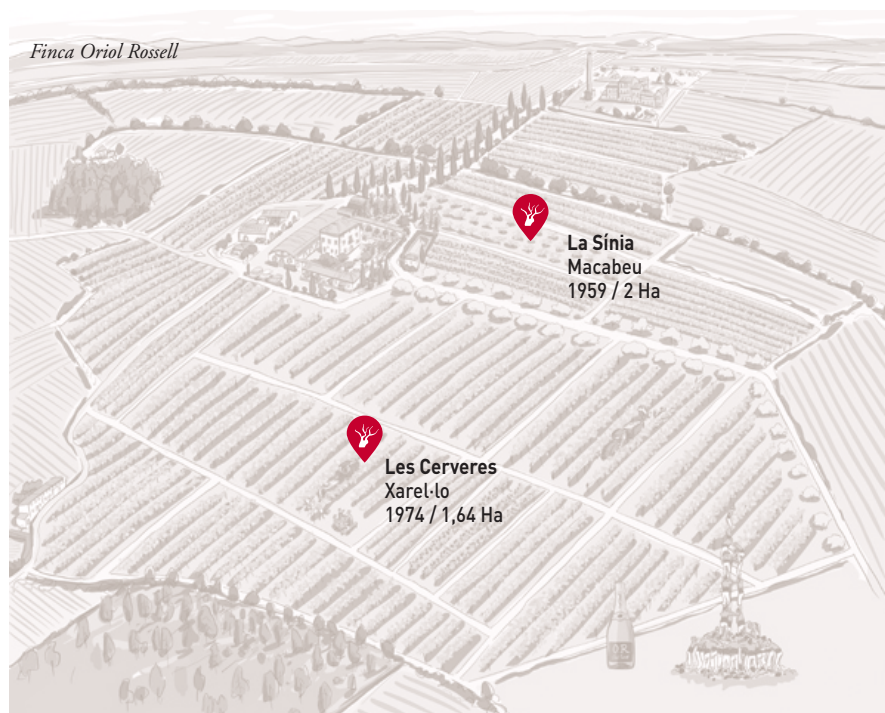 Finca Oriol Rossell
La Sínia
Macabeu
1959 / 2 Ha
Les Cerveres
Xarel·lo
1974 / 1,64 Ha